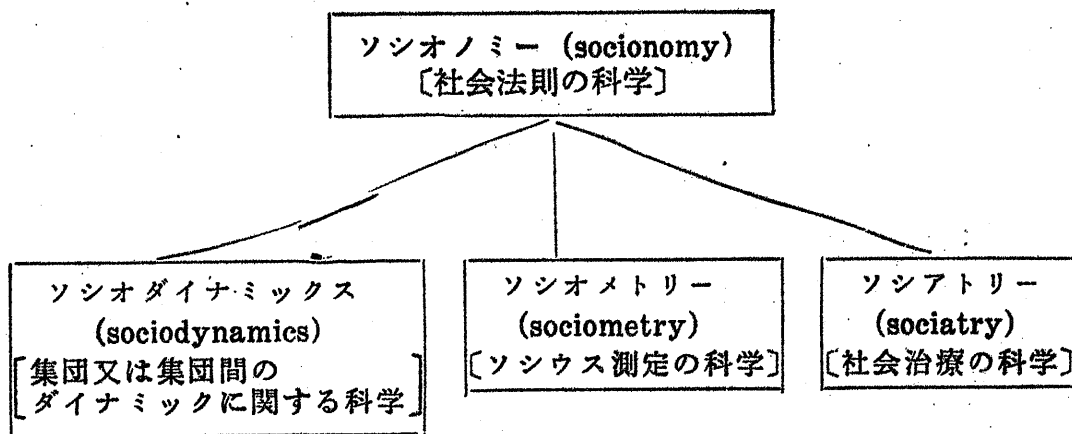 ソシオノミー (socionomy)
〔社会法則の科学〕
ソシオダイナミックス
(sociodynamics)
[集団又は集団間の
ダイナミックに関する科学]
ソシオメトリー
(sociometry)
〔ソシウス測定の科学〕
ソシアトリー
(sociatry)
〔社会治療の科学〕